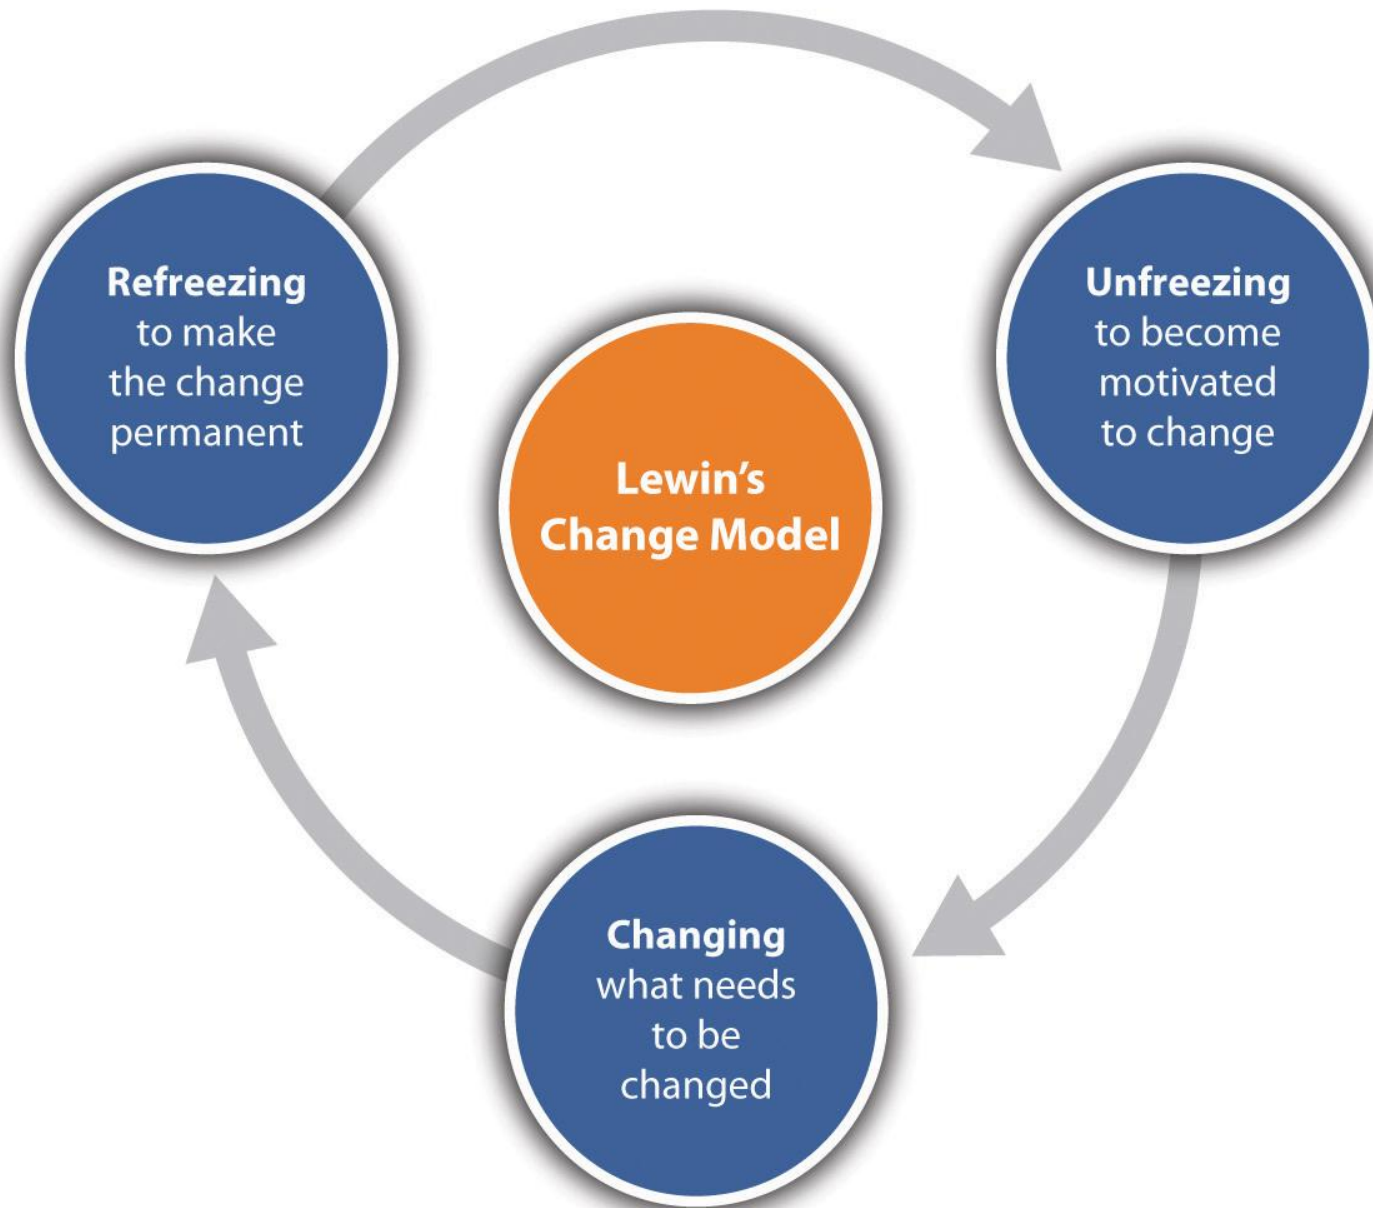 Refreezing
to make
the change
permanent
Unfreezing
to become
motivated
to change
Lewin’s
Change Model
Changing
what needs
to be
changed